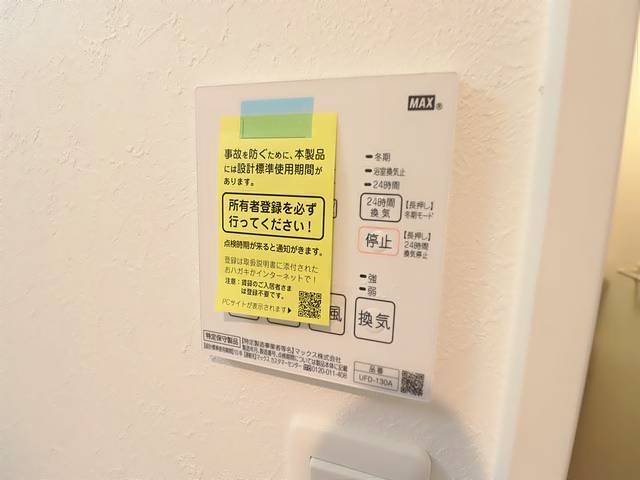 MAX®
事故を防ぐために、本製品
には設計標準使用期間が
あります。
所有者登録を必ず
行ってください！
点検時期が来ると通知がきます。
登録は取扱説明書に添付された
おハガキかインターネットで！
注意：賃貸のご入居者さま
は登録不要です。
PCサイトが表示されます▶
冬期
浴室換気止
24時間
24時間
換気
【長押し】
冬期モード
停止
【長押し】
24時間
換気停止
強
弱
風
換気
特定保守製品
【特定製造事業者等名】マックス株式会社
品番
UFD-130A